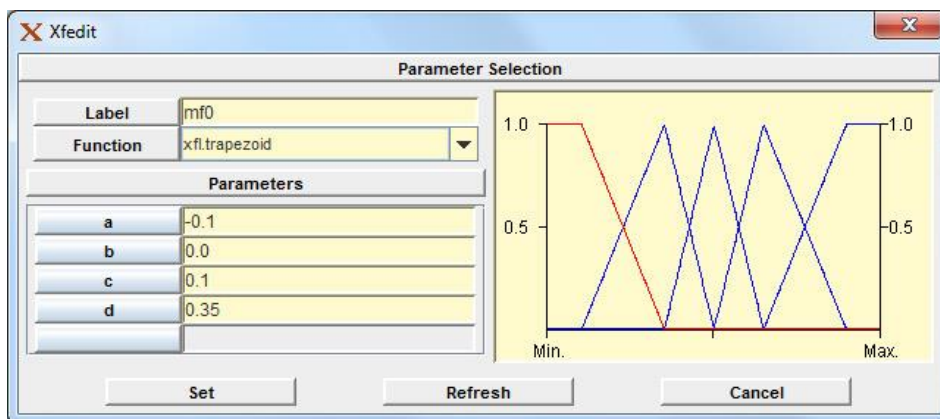 Xfedit
Parameter Selection
Label mf0
Function xfl.trapezoid
Parameters
a -0.1
b 0.0
c 0.1
d 0.35
1.0 1.0
0.5 0.5
Min. Max.
Set Refresh Cancel